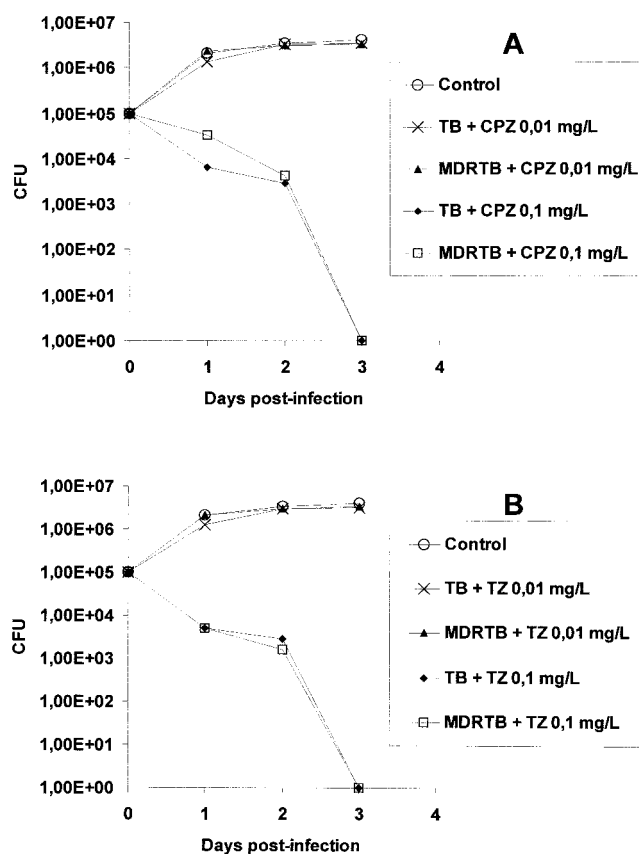 1,00E+07
1,00E+06
1,00E+05
1,00E+04
1,00E+03
1,00E+02
1,00E+01
1,00E+00
CFU
0
1
2
3
4
Days post-infection
A
Control
TB + CPZ 0,01 mg/L
MDRTB + CPZ 0,01 mg/L
TB + CPZ 0,1 mg/L
MDRTB + CPZ 0,1 mg/L
1,00E+07
1,00E+06
1,00E+05
1,00E+04
1,00E+03
1,00E+02
1,00E+01
1,00E+00
CFU
0
1
2
3
4
Days post-infection
B
Control
TB + TZ 0,01 mg/L
MDRTB + TZ 0,01 mg/L
TB + TZ 0,1 mg/L
MDRTB + TZ 0,1 mg/L